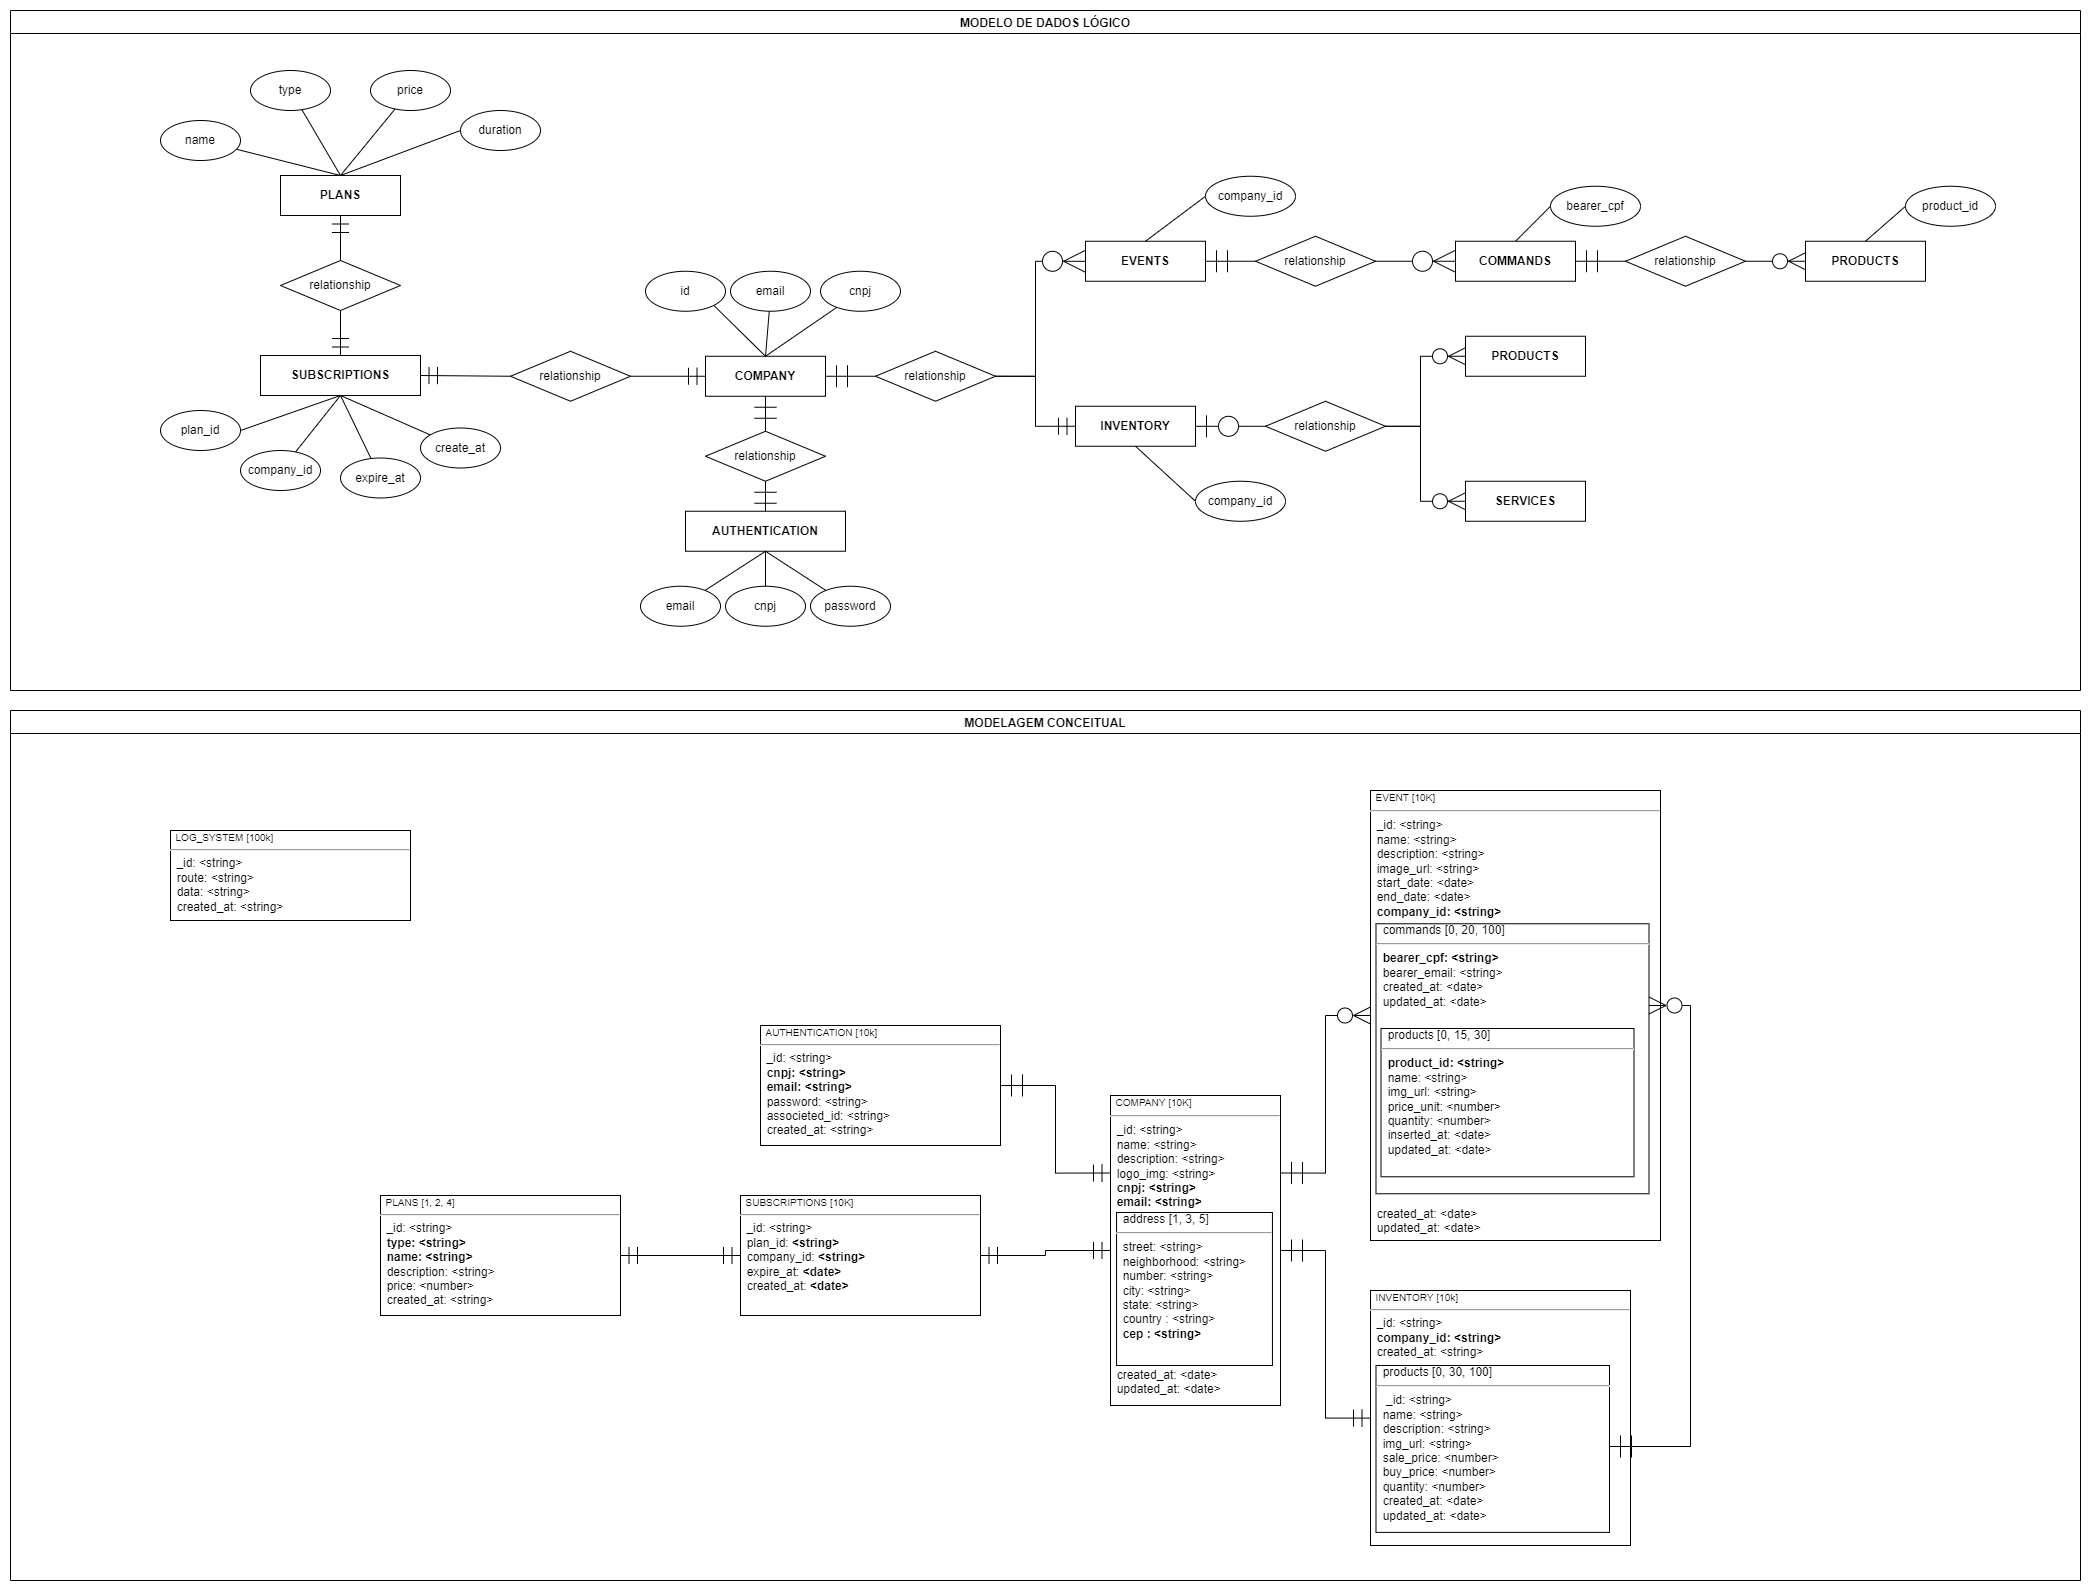 MODELO DE DADOS LÓGICO
type
price
name
duration
PLANS
relationship
SUBSCRIPTIONS
plan_id
company_id
expire_at
create_at
relationship
id
email
cnpj
COMPANY
relationship
AUTHENTICATION
email
cnpj
password
relationship
company_id
EVENTS
relationship
bearer_cpf
COMMANDS
relationship
product_id
PRODUCTS
INVENTORY
company_id
relationship
PRODUCTS
SERVICES
MODELAGEM CONCEITUAL
LOG_SYSTEM [100k]
_id: <string>
route: <string>
data: <string>
created_at: <string>
AUTHENTICATION [10k]
_id: <string>
cnpj: <string>
email: <string>
password: <string>
associeted_id: <string>
created_at: <string>
PLANS [1, 2, 4]
_id: <string>
type: <string>
name: <string>
description: <string>
price: <number>
created_at: <string>
SUBSCRIPTIONS [10K]
_id: <string>
plan_id: <string>
company_id: <string>
expire_at: <date>
created_at: <date>
COMPANY [10K]
_id: <string>
name: <string>
description: <string>
logo_img: <string>
cnpj: <string>
email: <string>
address [1, 3, 5]
street: <string>
neighborhood: <string>
number: <string>
city: <string>
state: <string>
country : <string>
cep : <string>
created_at: <date>
updated_at: <date>
EVENT [10K]
_id: <string>
name: <string>
description: <string>
image_url: <string>
start_date: <date>
end_date: <date>
company_id: <string>
commands [0, 20, 100]
bearer_cpf: <string>
bearer_email: <string>
created_at: <date>
updated_at: <date>
products [0, 15, 30]
product_id: <string>
name: <string>
img_url: <string>
price_unit: <number>
quantity: <number>
inserted_at: <date>
updated_at: <date>
created_at: <date>
updated_at: <date>
INVENTORY [10k]
_id: <string>
company_id: <string>
created_at: <string>
products [0, 30, 100]
_id: <string>
name: <string>
description: <string>
img_url: <string>
sale_price: <number>
buy_price: <number>
quantity: <number>
created_at: <date>
updated_at: <date>